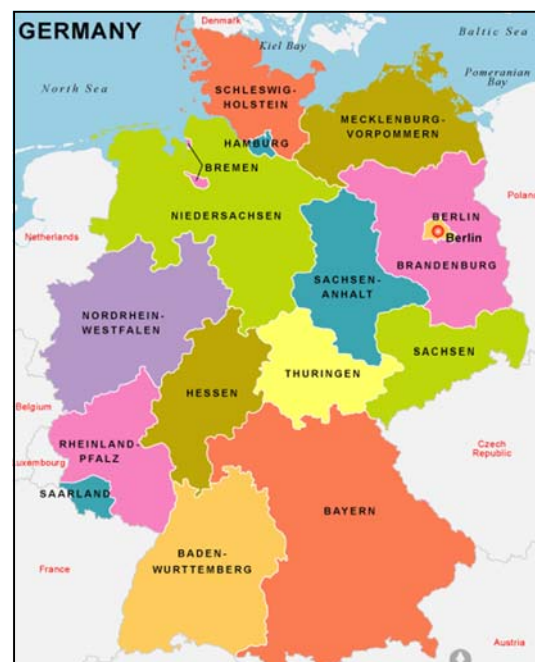 GERMANY
Denmark
Kiel Bay
Baltic Sea
Pomeranian
Bay
North Sea
SCHLESWIG-
HOLSTEIN
MECKLENBURG-
VORPOMMERN
HAMBURG
BREMEN
Poland
NIEDERSACHSEN
BERLIN
Berlin
Netherlands
BRANDENBURG
SACHSEN-
ANHALT
NORDRHEIN-
WESTFALEN
SACHSEN
THURINGEN
HESSEN
Belgium
RHEINLAND-
PFALZ
Czech
Republic
Luxembourg
SAARLAND
BAYERN
BADEN-
WURTTEMBERG
France
Austria